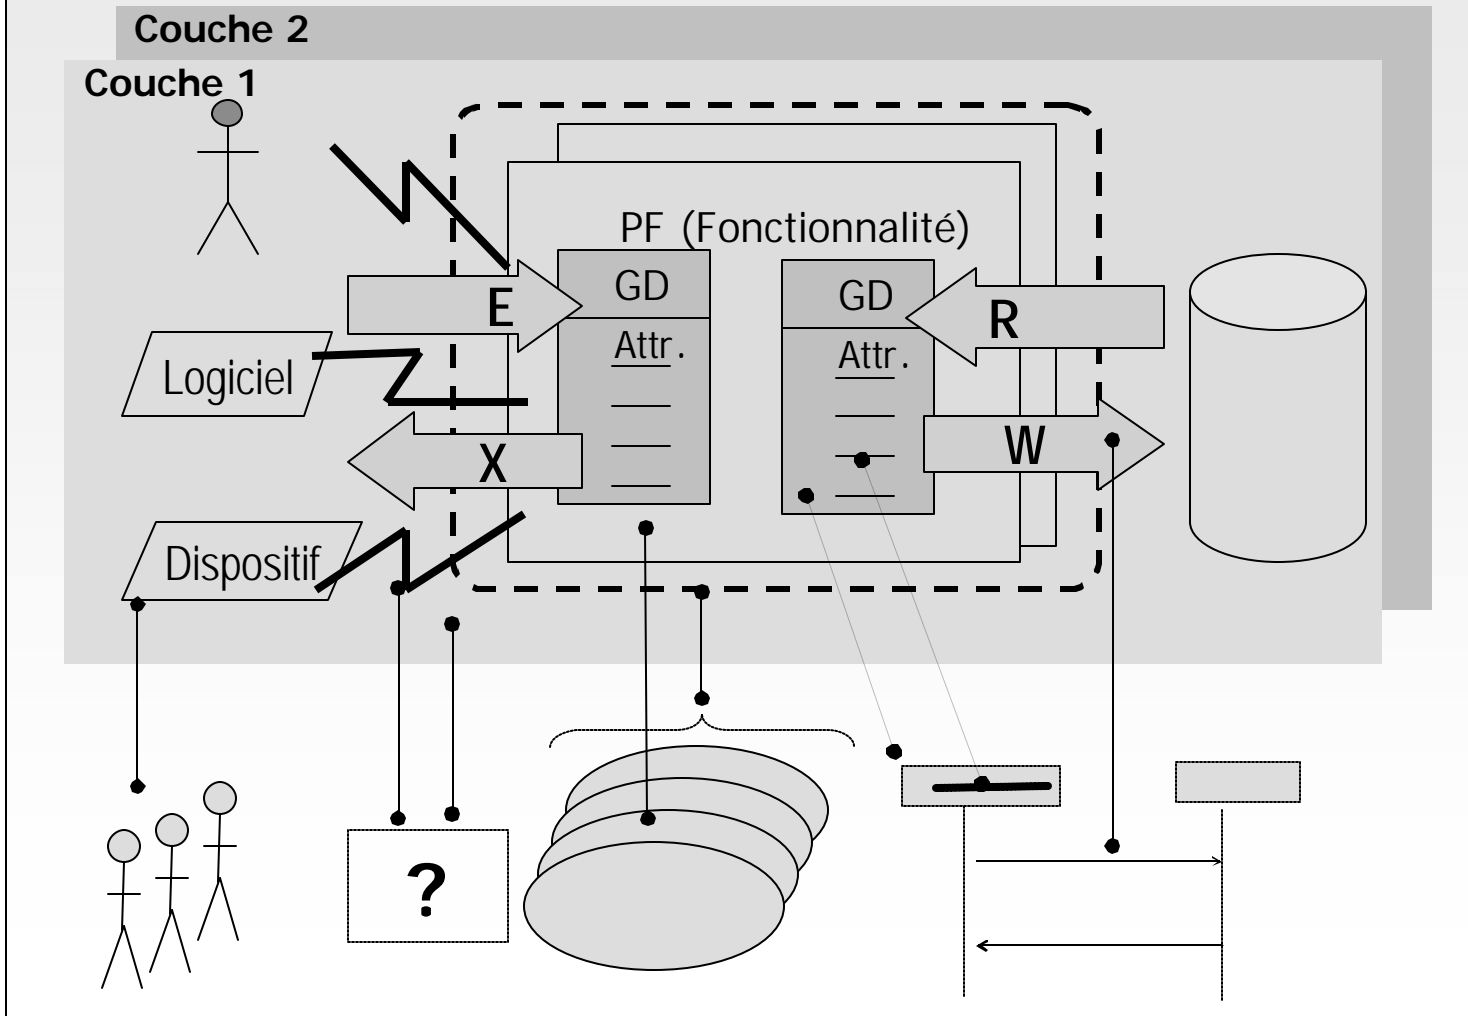 Couche 2
Couche 1
PF (Fonctionnalité)
GD
GD
E
R
Attr.
Attr.
Logiciel
W
X
Dispositif
?